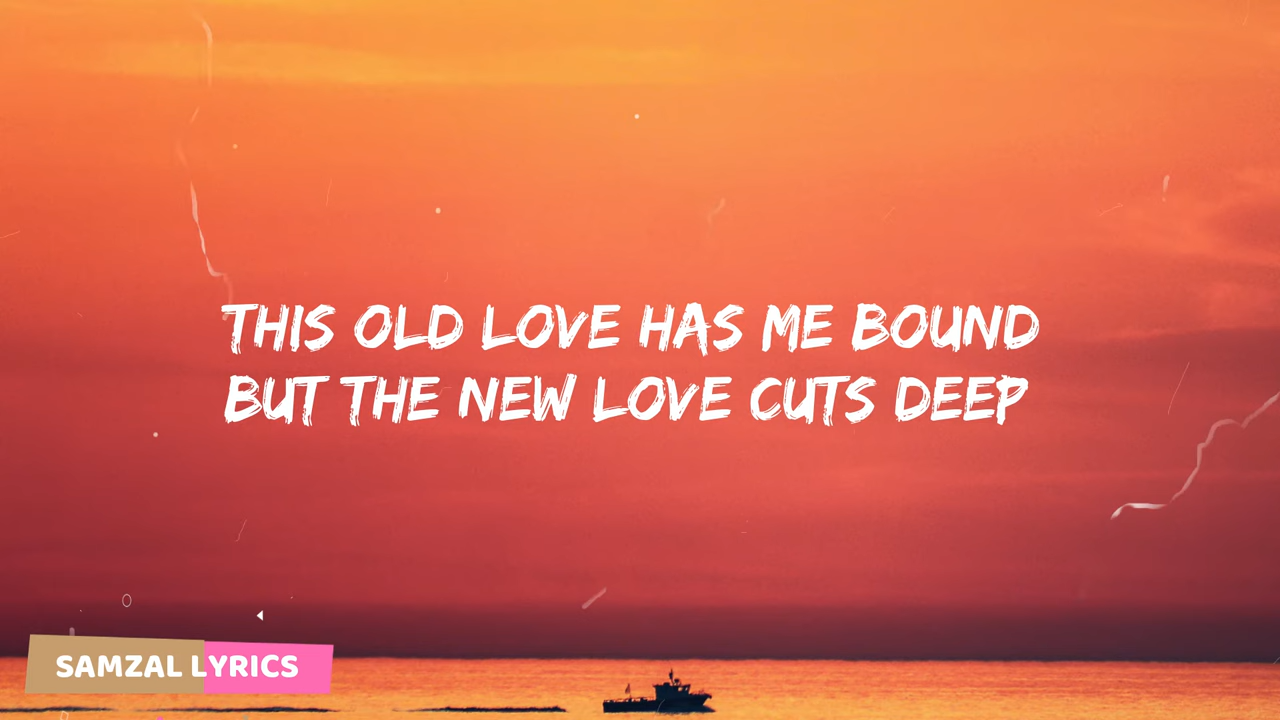 THIS OLD LOVE HAS ME BOUND
BUT THE NEW LOVE CUTS DEEP
SAMZAL LYRICS